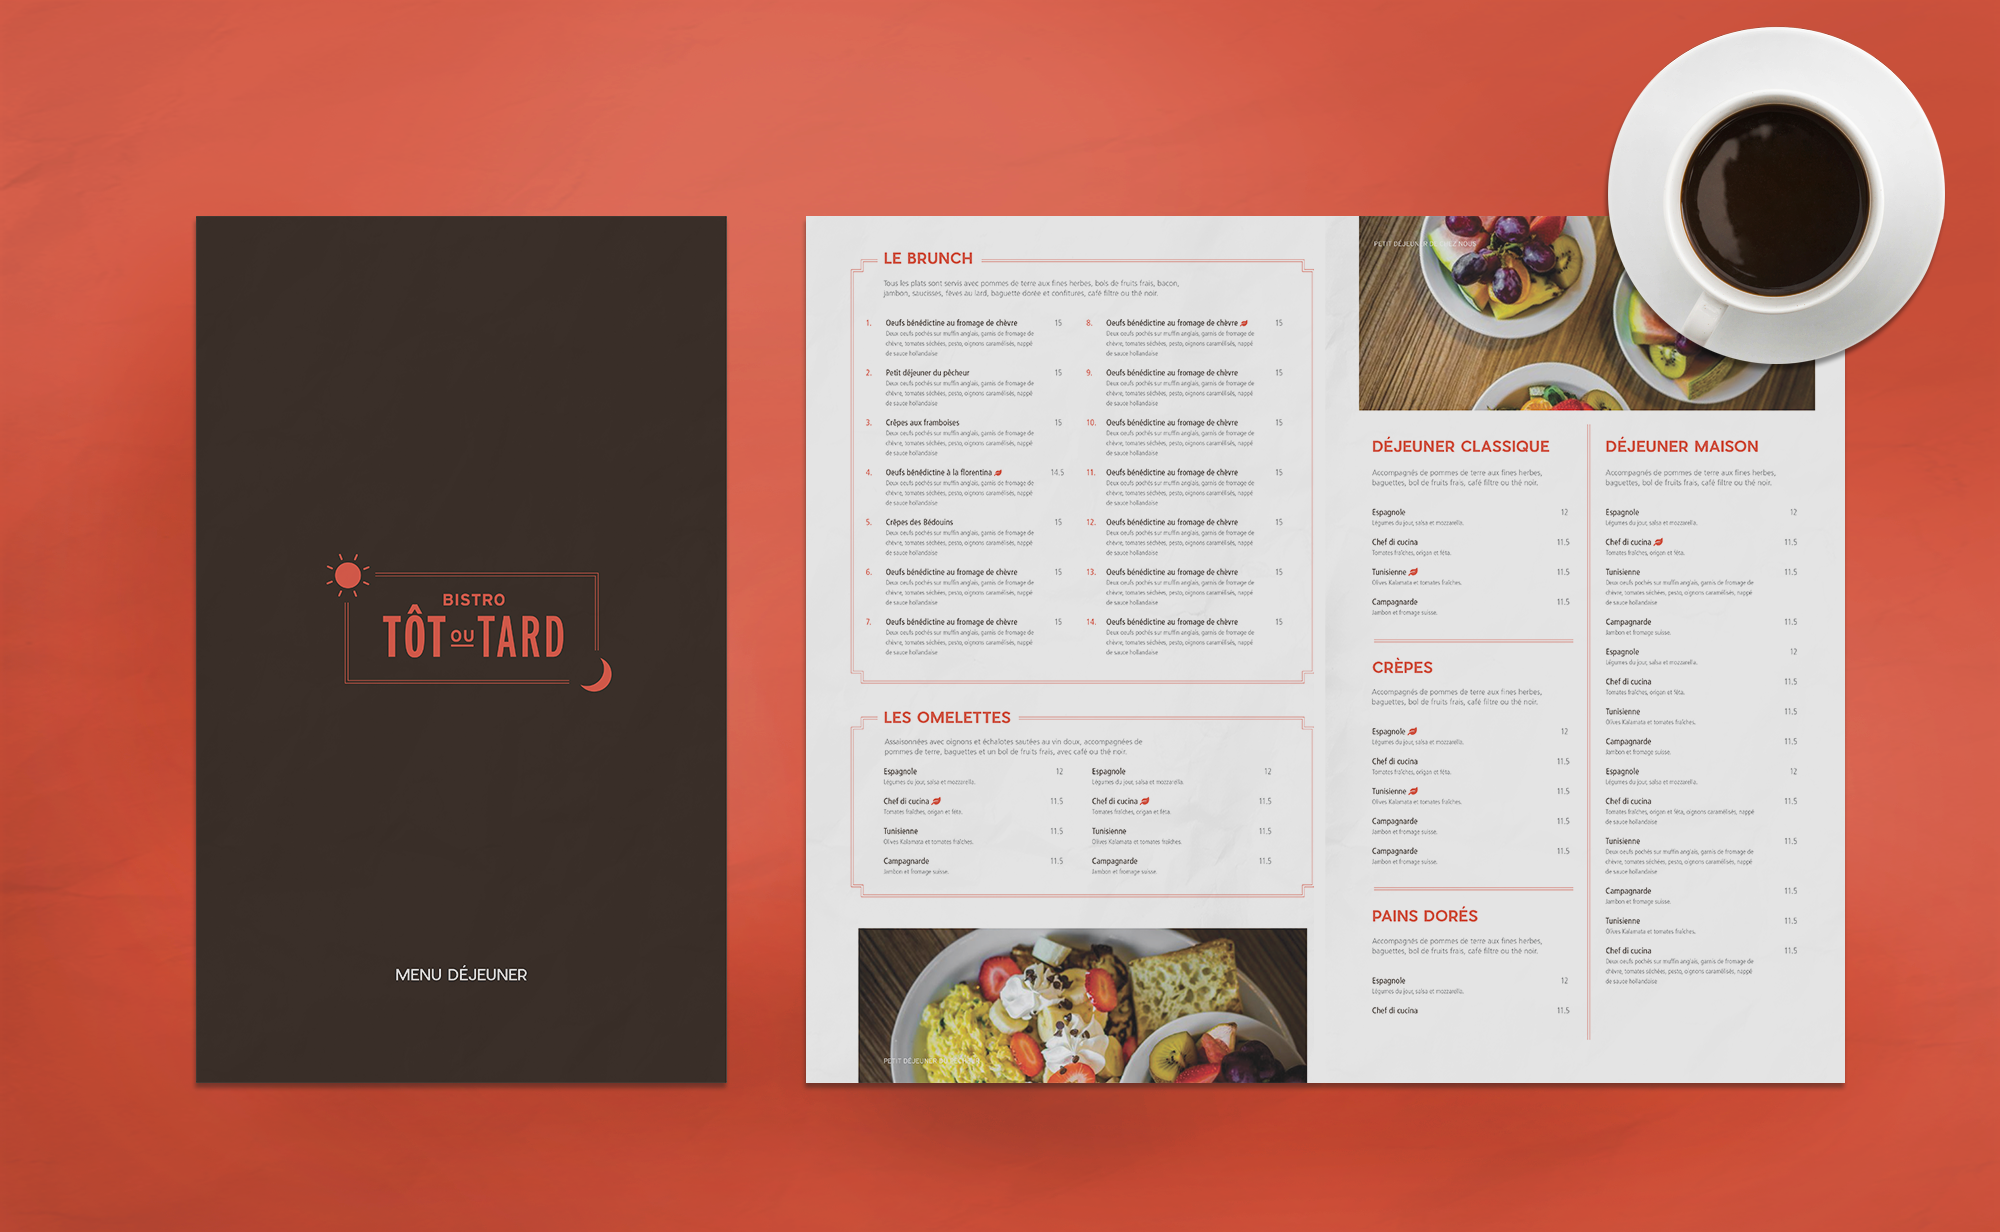 BISTRO
TÔT OU TARD
MENU DÉJEUNER
LE BRUNCH
Tous les plats sont servis avec pommes de terre aux fines herbes, bols de fruits frais, bacon,
jambon, saucisses, fèves au lard, baguette dorée et confitures, café filtre ou thé noir.
1. Oeufs bénédictine au fromage de chèvre 15
Deux oeufs pochés sur muffin anglais, garnis de fromage de
chèvre, tomates séchées, pesto, oignons caramélisés, nappé
de sauce hollandaise
2. Petit déjeuner du pêcheur 15
Deux oeufs pochés sur muffin anglais, garnis de fromage de
chèvre, tomates séchées, pesto, oignons caramélisés, nappé
de sauce hollandaise
3. Crêpes aux framboises 15
Deux oeufs pochés sur muffin anglais, garnis de fromage de
chèvre, tomates séchées, pesto, oignons caramélisés, nappé
de sauce hollandaise
4. Oeufs bénédictine à la florentina 14.5
Deux oeufs pochés sur muffin anglais, garnis de fromage de
chèvre, tomates séchées, pesto, oignons caramélisés, nappé
de sauce hollandaise
5. Crêpes des Bédouins 15
Deux oeufs pochés sur muffin anglais, garnis de fromage de
chèvre, tomates séchées, pesto, oignons caramélisés, nappé
de sauce hollandaise
6. Oeufs bénédictine au fromage de chèvre 15
Deux oeufs pochés sur muffin anglais, garnis de fromage de
chèvre, tomates séchées, pesto, oignons caramélisés, nappé
de sauce hollandaise
7. Oeufs bénédictine au fromage de chèvre 15
Deux oeufs pochés sur muffin anglais, garnis de fromage de
chèvre, tomates séchées, pesto, oignons caramélisés, nappé
de sauce hollandaise
8. Oeufs bénédictine au fromage de chèvre 15
Deux oeufs pochés sur muffin anglais, garnis de fromage de
chèvre, tomates séchées, pesto, oignons caramélisés, nappé
de sauce hollandaise
9. Oeufs bénédictine au fromage de chèvre 15
Deux oeufs pochés sur muffin anglais, garnis de fromage de
chèvre, tomates séchées, pesto, oignons caramélisés, nappé
de sauce hollandaise
10. Oeufs bénédictine au fromage de chèvre 15
Deux oeufs pochés sur muffin anglais, garnis de fromage de
chèvre, tomates séchées, pesto, oignons caramélisés, nappé
de sauce hollandaise
11. Oeufs bénédictine au fromage de chèvre 15
Deux oeufs pochés sur muffin anglais, garnis de fromage de
chèvre, tomates séchées, pesto, oignons caramélisés, nappé
de sauce hollandaise
12. Oeufs bénédictine au fromage de chèvre 15
Deux oeufs pochés sur muffin anglais, garnis de fromage de
chèvre, tomates séchées, pesto, oignons caramélisés, nappé
de sauce hollandaise
13. Oeufs bénédictine au fromage de chèvre 15
Deux oeufs pochés sur muffin anglais, garnis de fromage de
chèvre, tomates séchées, pesto, oignons caramélisés, nappé
de sauce hollandaise
14. Oeufs bénédictine au fromage de chèvre 15
Deux oeufs pochés sur muffin anglais, garnis de fromage de
chèvre, tomates séchées, pesto, oignons caramélisés, nappé
de sauce hollandaise
LES OMELETTES
Assaisonnées avec oignons et échalotes sautées au vin doux, accompagnées de
pommes de terre, baguettes et un bol de fruits frais, avec café ou thé noir.
Espagnole 12
Légumes du jour, salsa et mozzarella.
Chef di cucina 11.5
Tomates fraîches, origan et féta.
Tunisienne 11.5
Olives Kalamata et tomates fraîches.
Campagnarde 11.5
Jambon et fromage suisse.
Espagnole 12
Légumes du jour, salsa et mozzarella.
Chef di cucina 11.5
Tomates fraîches, origan et féta.
Tunisienne 11.5
Olives Kalamata et tomates fraîches.
Campagnarde 11.5
Jambon et fromage suisse
PETIT DÉJEUNER
PETIT DÉJEUNER DE CHEZ NOUS
DÉJEUNER CLASSIQUE
Accompagnés de pommes de terre aux fines herbes,
baguettes, bol de fruits frais, café filtre ou thé noir.
Espagnole 12
Légumes du jour, salsa et mozzarella.
Chef di cucina 11.5
Tomates fraîches, origan et féta.
Tunisienne 11.5
Olives Kalamata et tomates fraîches.
Campagnarde 11.5
Jambon et fromage suisse.
CRÈPES
Accompagnés de pommes de terre aux fines herbes,
baguettes, bol de fruits frais, café filtre ou thé noir.
Espagnole 12
Légumes du jour, salsa et mozzarella.
Chef di cucina 11.5
Tomates fraîches, origan et féta.
Tunisienne 11.5
Olives Kalamata et tomates fraîches.
Campagnarde 11.5
Jambon et fromage suisse.
Campagnarde 11.5
Jambon et fromage suisse.
PAINS DORÉS
Accompagnés de pommes de terre aux fines herbes,
baguettes, bol de fruits frais, café filtre ou thé noir.
Espagnole 12
Légumes du jour, salsa et mozzarella.
Chef di cucina 11.5
DÉJEUNER MAISON
Accompagnés de pommes de terre aux fines herbes,
baguettes, bol de fruits frais, café filtre ou thé noir.
Espagnole 12
Légumes du jour, salsa et mozzarella.
Chef di cucina 11.5
Tomates fraîches, origan et féta.
Tunisienne 11.5
Deux oeufs pochés sur muffin anglais, garnis de fromage de
chèvre, tomates séchées, pesto, oignons caramélisés, nappé
de sauce hollandaise
Campagnarde 11.5
Jambon et fromage suisse.
Espagnole 12
Légumes du jour, salsa et mozzarella.
Chef di cucina 11.5
Tomates fraîches, origan et féta.
Tunisienne 11.5
Olives Kalamata et tomates fraîches.
Campagnarde 11.5
Jambon et fromage suisse.
Espagnole 12
Légumes du jour, salsa et mozzarella.
Chef di cucina 11.5
Tomates fraîches, origan et féta, oignons caramélisés, nappé
de sauce hollandaise
Tunisienne 11.5
Deux oeufs pochés sur muffin anglais, garnis de fromage de
chèvre, tomates séchées, pesto, oignons caramélisés, nappé
de sauce hollandaise
Campagnarde 11.5
Jambon et fromage suisse.
Tunisienne 11.5
Olives Kalamata et tomates fraîches.
Chef di cucina 11.5
Deux oeufs pochés sur muffin anglais, garnis de fromage de
chèvre, tomates séchées, pesto, oignons caramélisés, nappé
de sauce hollandaise